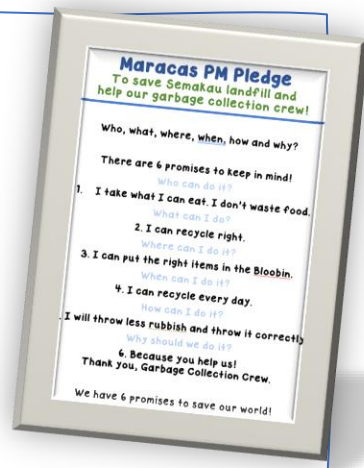 Maracas PM Pledge
To save Semakau landfill and
help our garbage collection crew!
Who, what, where, when, how and why?
There are 6 promises to keep in mind!
Who can do it?
1. I take what I can eat. I don't waste food.
What can I do?
2. I can recycle right.
Where can I do it?
3. I can put the right items in the Bloobin.
When can I do it?
4. I can recycle every day.
How can I do it?
. I will throw less rubbish and throw it correctly
Why should we do it?
6. Because you help us!
Thank you, Garbage Collection Crew.
We have 6 promises to save our world!